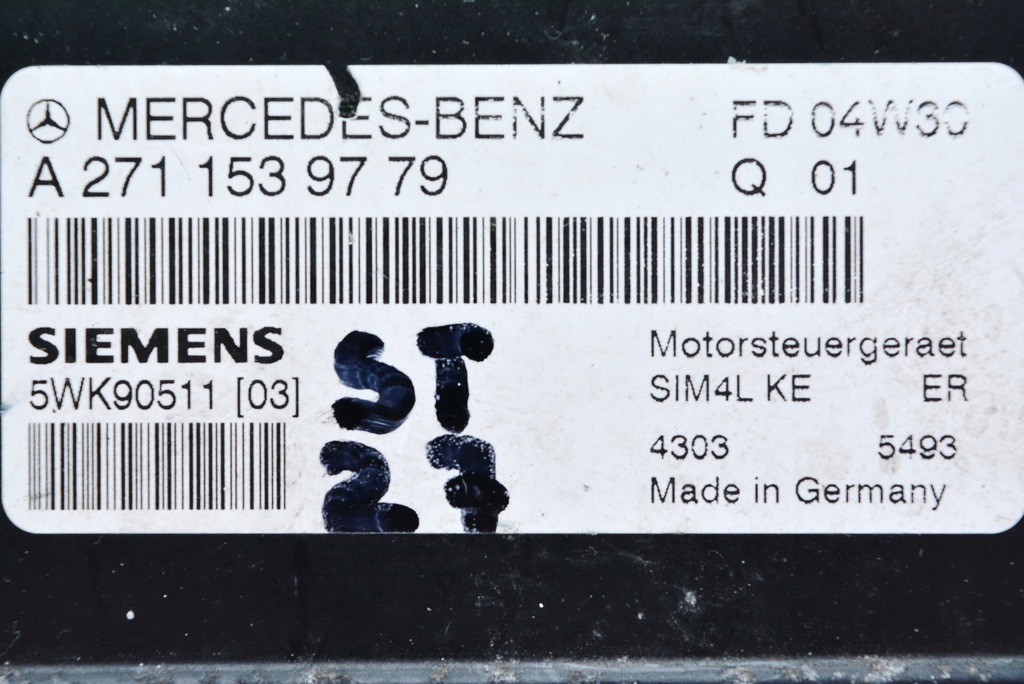 MERCEDES-BENZ FD 04W30
A 271 153 97 79 Q 01
SIEMENS
5WK90511 [03]
ST
27
Motorsteuergeraet
SIM4L KE ER
4303 5493
Made in Germany